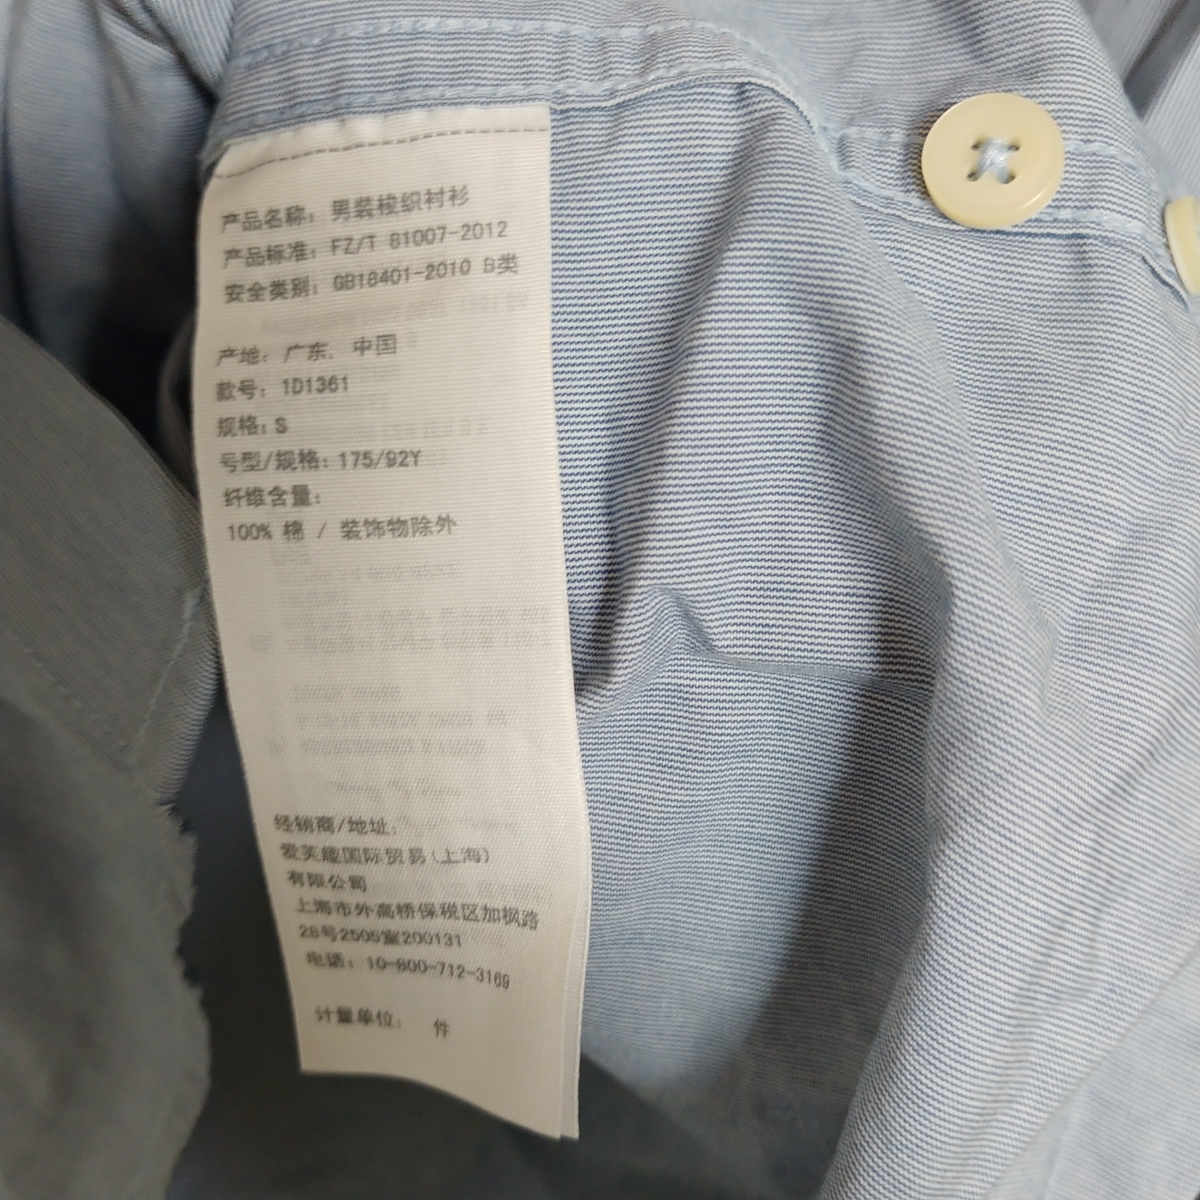 产品名称：男装梭织衬衫
产品标准：FZ/T 81007-2012
安全类别：GB18401-2010 B类
产地：广东，中国
款号：1D1361
规格：S
号型/规格：175/92Y
纤维含量：
100% 棉 / 装饰物除外
经销商/地址：
爱芙趣国际贸易(上海)
有限公司
上海市外高桥保税区加枫路
28号2505室200131
电话：10-800-712-3169
计量单位： 件